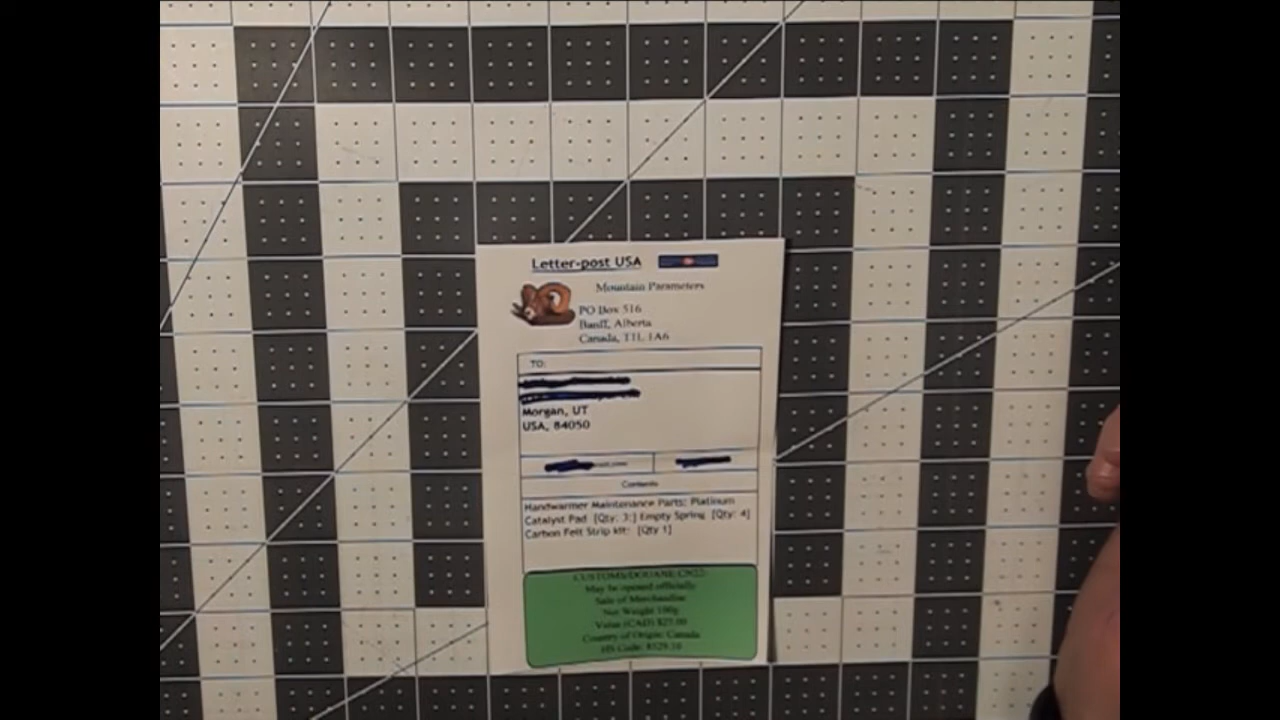 Letter-post USA
Mountain Parameters
PO Box 516
Banff, Alberta
Canada, T1L 1A6
TO:
Morgan, UT
USA, 84050
Contents
Handwarmer Maintenance Parts: Platinum
Catalyst Pad [Qty: 3:] Empty Spring [Qty: 4]
Carbon Felt Strip kit: [Qty 1]
CUSTOMS/DOUANE CN22:
May be opened officially
Sale of Merchandise
Net Weight 100g
Value (CAD) $25.00
Country of Origin: Canada
HS Code: